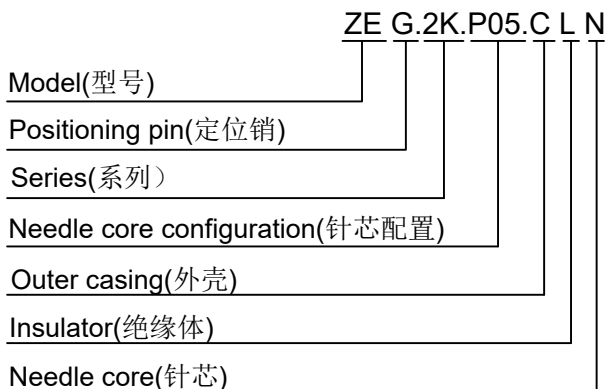 ZE G.2K.P05.C L N
Model(型号)
Positioning pin(定位销)
Series(系列）
Needle core configuration(针芯配置)
Outer casing(外壳)
Insulator(绝缘体)
Needle core(针芯)